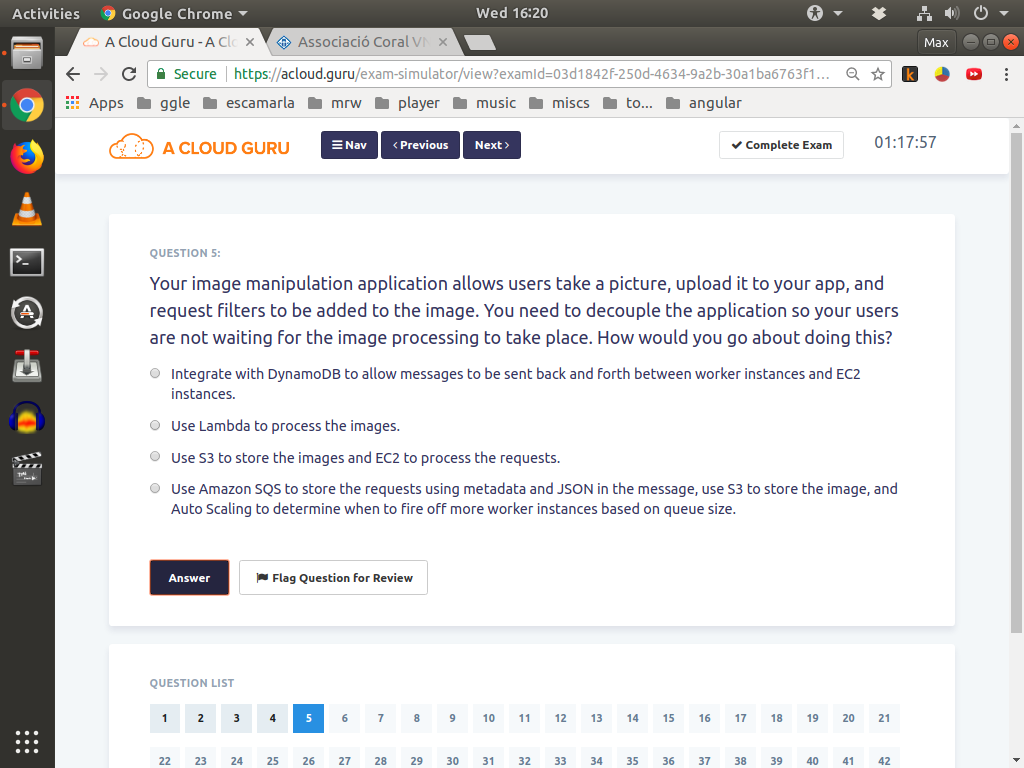 Activities Google Chrome Wed 16:20
A Cloud Guru - A Clo Associació Coral VN Max
Secure https://acloud.guru/exam-simulator/view?examId=03d1842f-250d-4634-9a2b-30a1ba6763f1...
Apps ggle escamarla mrw player music miscs to... angular
A CLOUD GURU Nav Previous Next Complete Exam 01:17:57
QUESTION 5:
Your image manipulation application allows users take a picture, upload it to your app, and
request filters to be added to the image. You need to decouple the application so your users
are not waiting for the image processing to take place. How would you go about doing this?
Integrate with DynamoDB to allow messages to be sent back and forth between worker instances and EC2
instances.
Use Lambda to process the images.
Use S3 to store the images and EC2 to process the requests.
Use Amazon SQS to store the requests using metadata and JSON in the message, use S3 to store the image, and
Auto Scaling to determine when to fire off more worker instances based on queue size.
Answer Flag Question for Review
QUESTION LIST
1 2 3 4 5 6 7 8 9 10 11 12 13 14 15 16 17 18 19 20 21
22 23 24 25 26 27 28 29 30 31 32 33 34 35 36 37 38 39 40 41 42